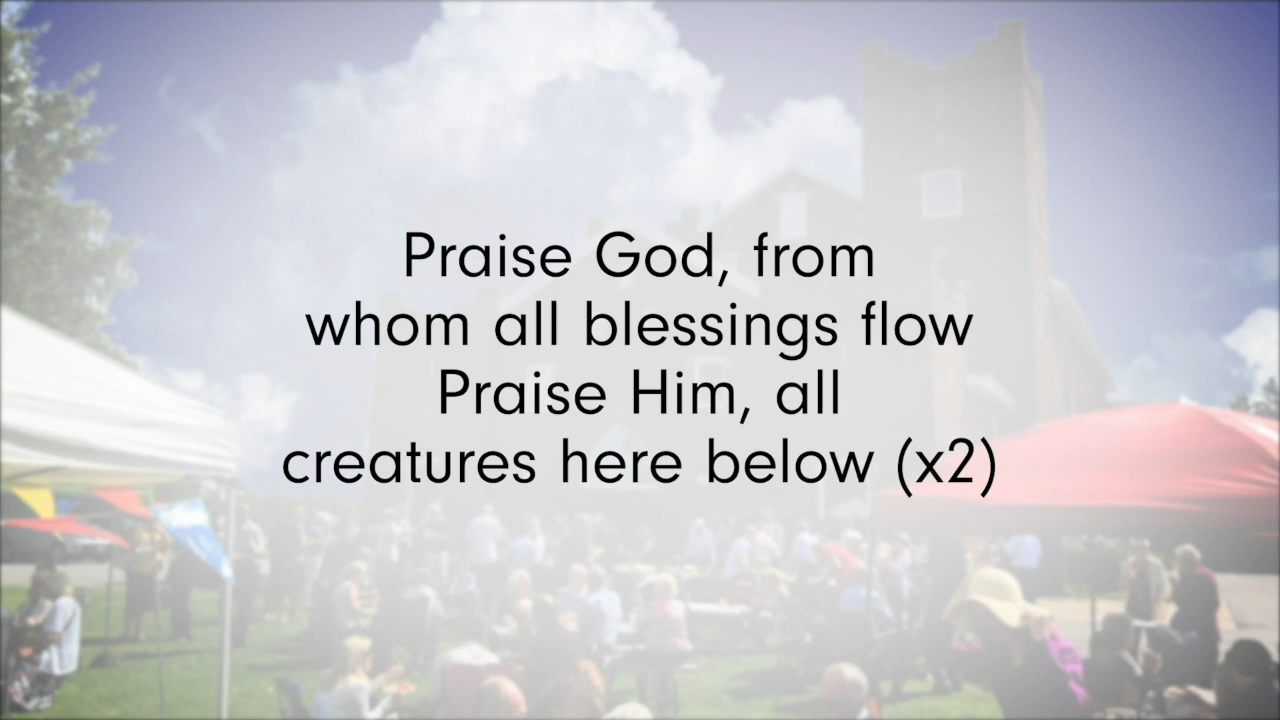 Praise God, from
whom all blessings flow
Praise Him, all
creatures here below (x2)